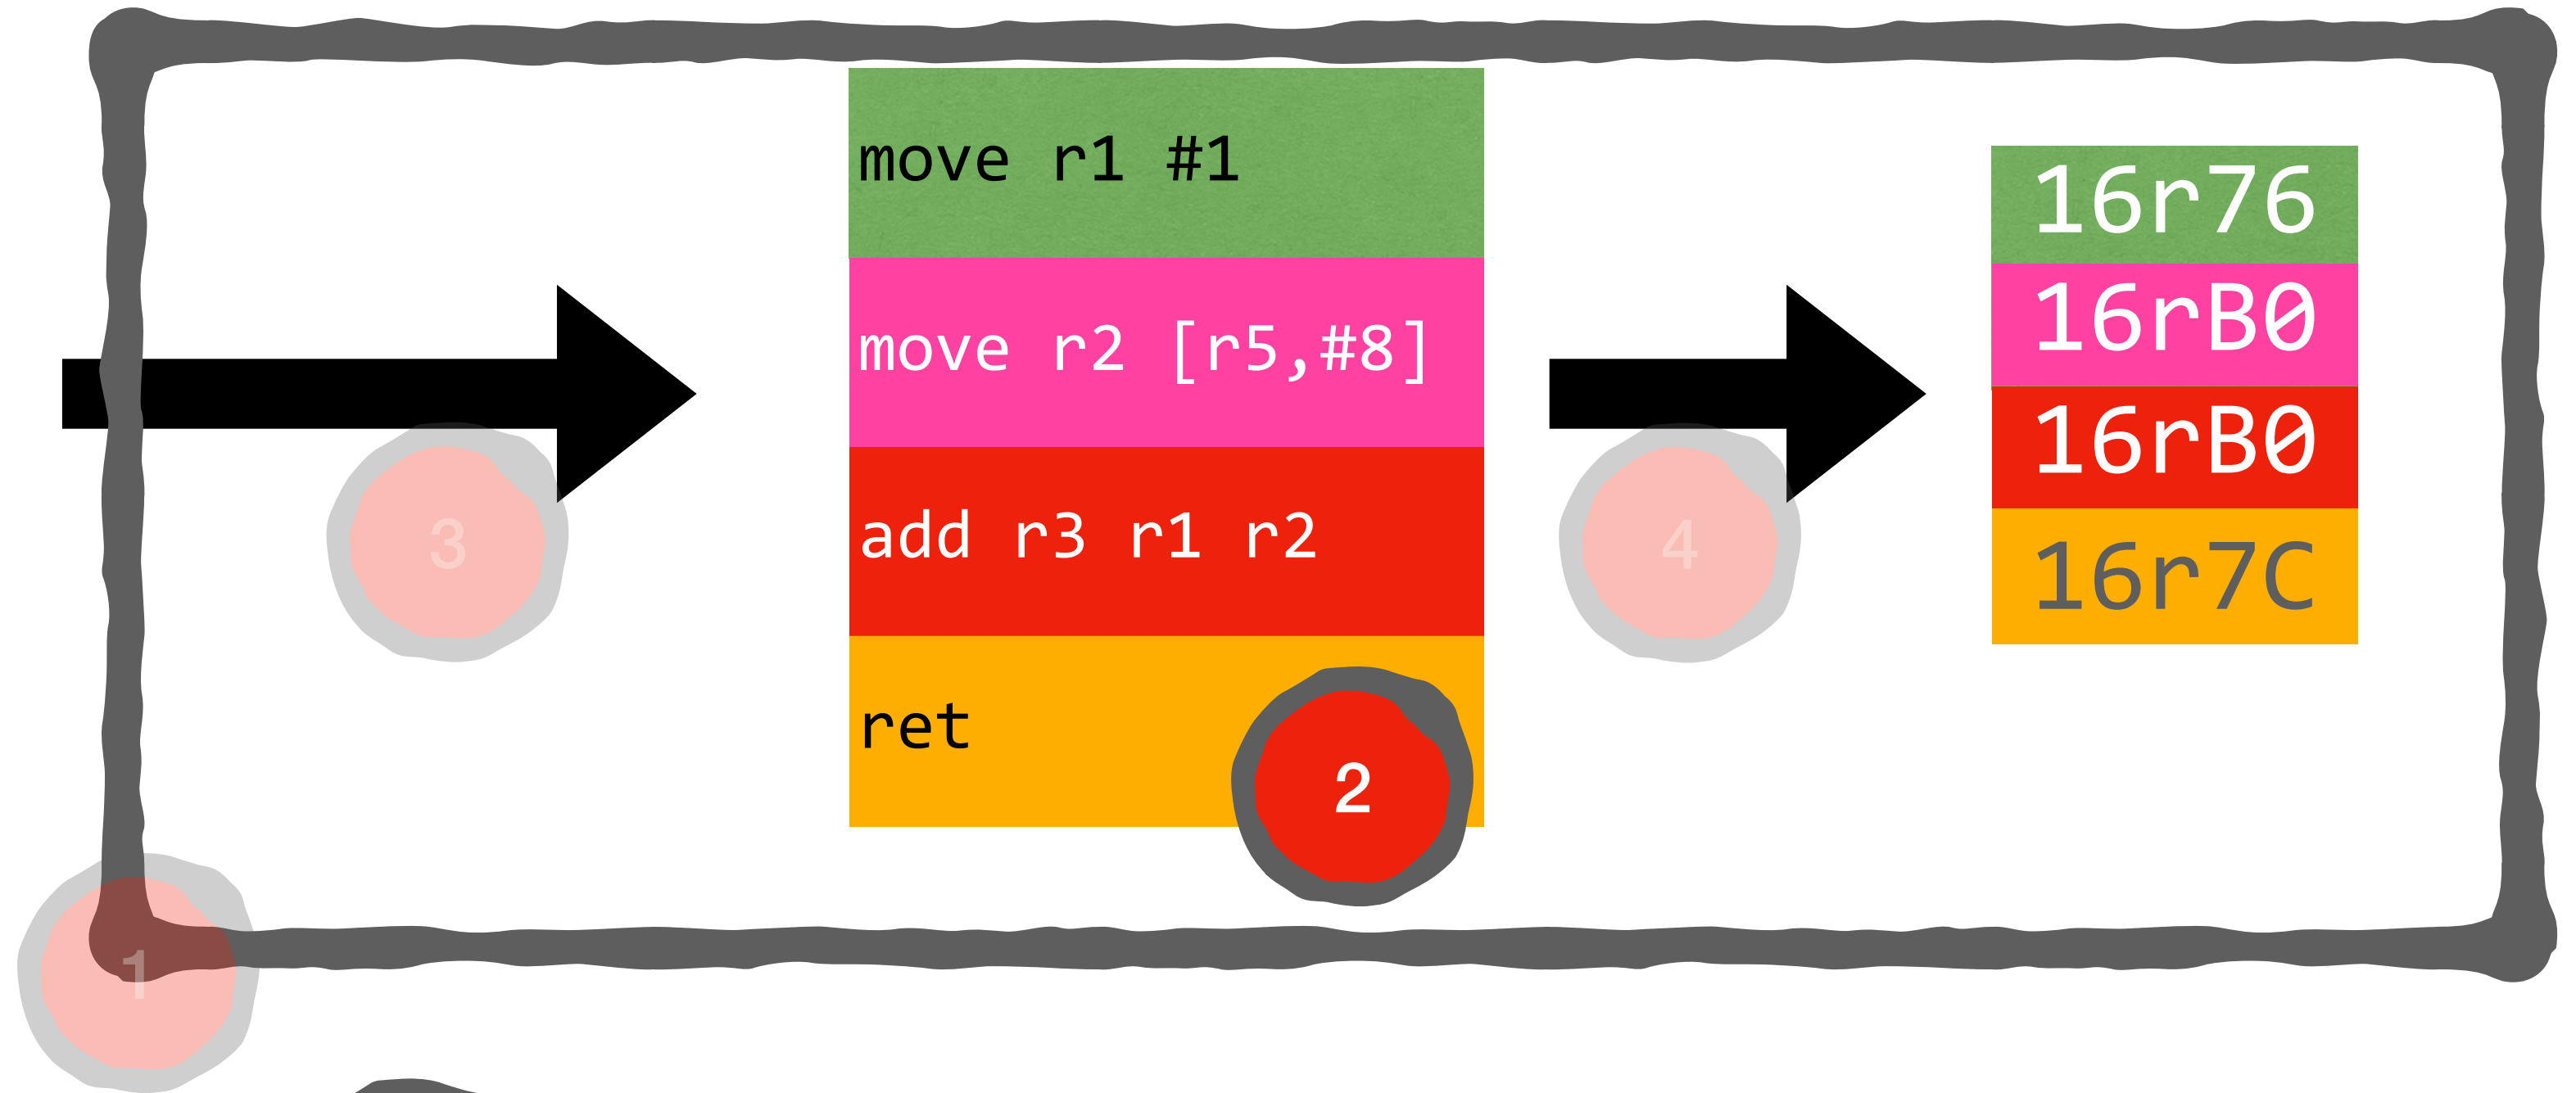 move r1 #1
move r2 [r5,#8]
add r3 r1 r2
ret
16r76
16rB0
16rB0
16r7C
3
4
2
1